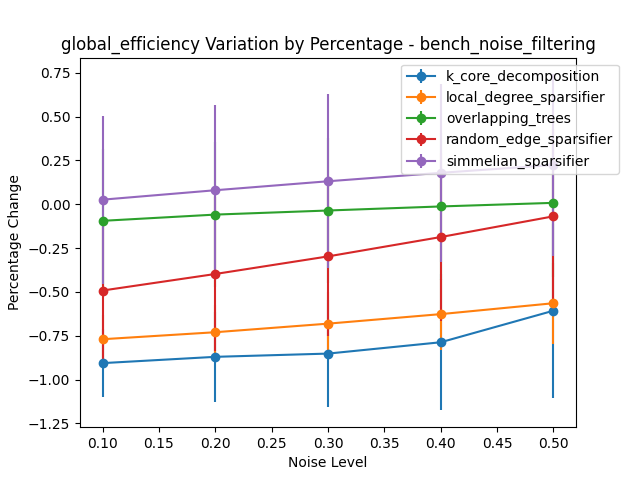 global_efficiency Variation by Percentage - bench_noise_filtering
k_core_decomposition
local_degree_sparsifier
overlapping_trees
random_edge_sparsifier
simmelian_sparsifier
Percentage Change
0.75
0.50
0.25
0.00
−0.25
−0.50
−0.75
−1.00
−1.25
0.10 0.15 0.20 0.25 0.30 0.35 0.40 0.45 0.50
Noise Level